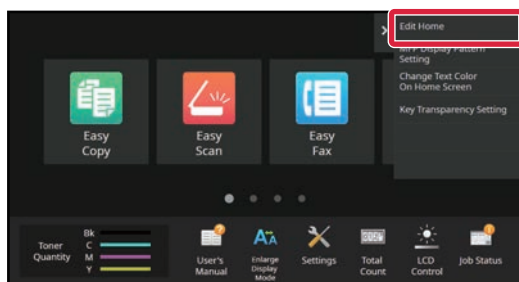 Edit Home
MFP Display Pattern
Setting
Change Text Color
On Home Screen
Key Transparency Setting
Easy
Copy
Easy
Scan
Easy
Fax
Toner
Quantity
Bk
C
M
Y
User's
Manual
Enlarge
Display
Mode
Settings
Total
Count
LCD
Control
Job Status